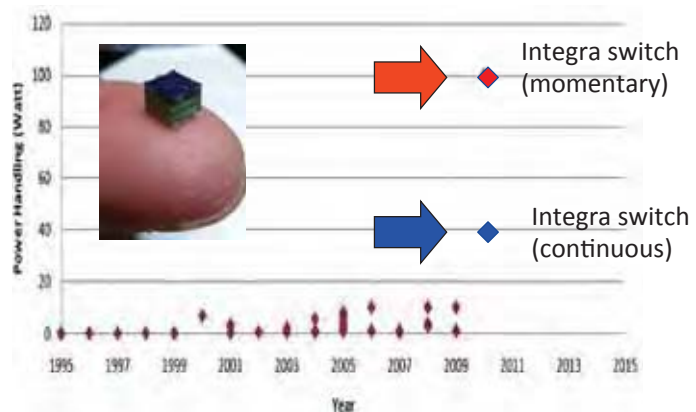 120
100
80
60
40
20
0
Power Handling (Watt)
Integra switch
(momentary)
Integra switch
(continuous)
1995 1997 1999 2001 2003 2005 2007 2009 2011 2013 2015
Year